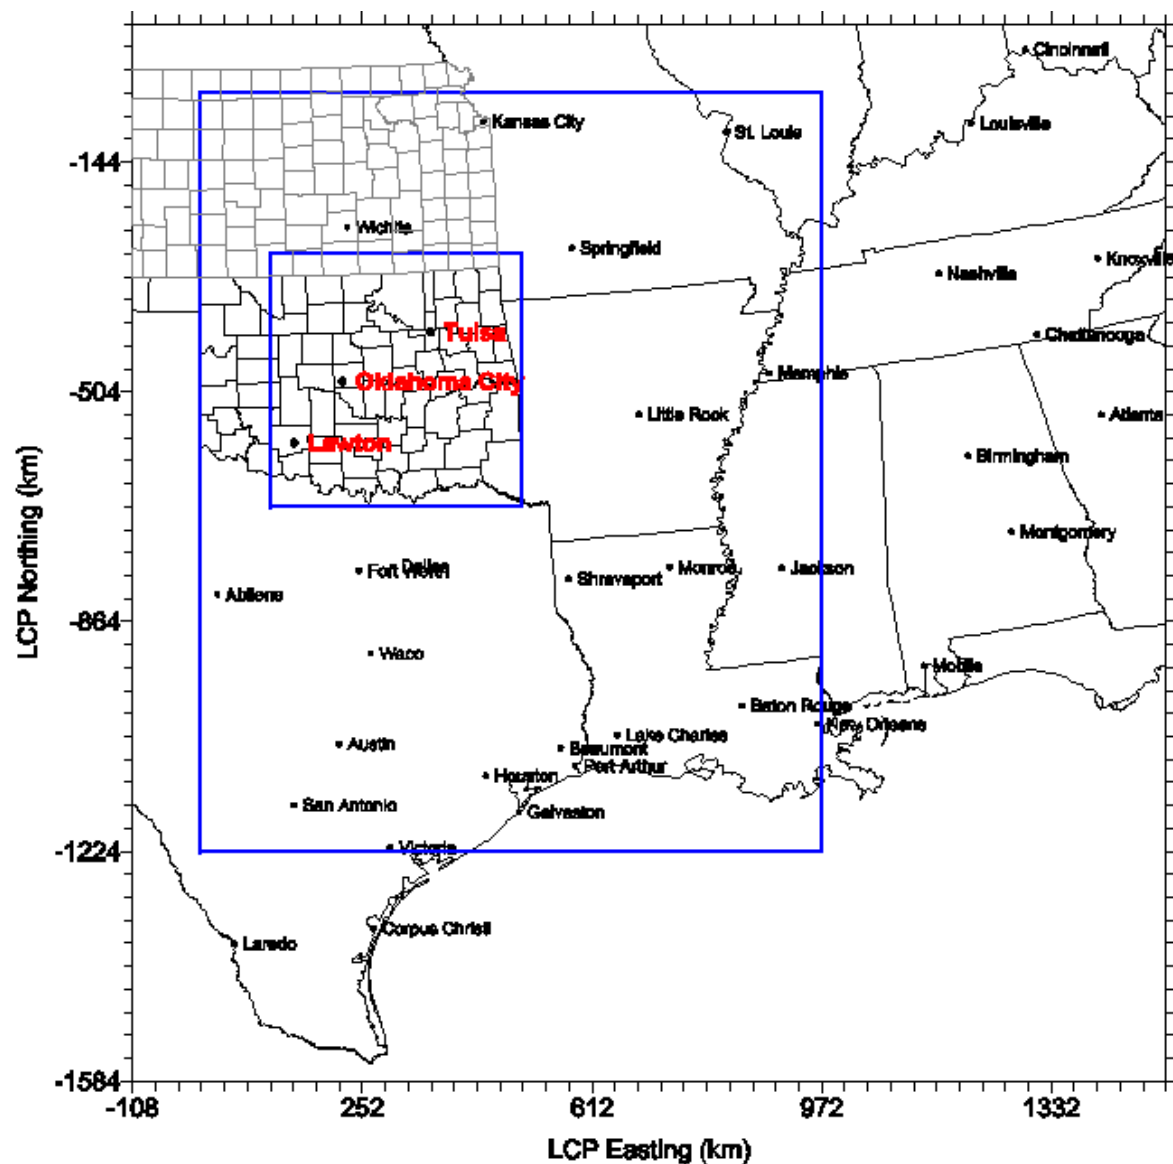 Cincinnati
Kansas City
St. Louis
Louisville
-144
Wichita
Springfield
Knoxville
Nashville
Tulsa
Chattanooga
Memphis
Oklahoma City
-504
Little Rock
Atlanta
Lawton
Birmingham
Montgomery
Dallas
Fort Worth
Monroe
Jackson
Shreveport
Abilene
-864
Waco
Mobile
Baton Rouge
New Orleans
Lake Charles
Austin
Beaumont
Port Arthur
Houston
San Antonio
Galveston
Victoria
-1224
Corpus Christi
Laredo
-1584
-108
252
612
972
1332
LCP Northing (km)
LCP Easting (km)